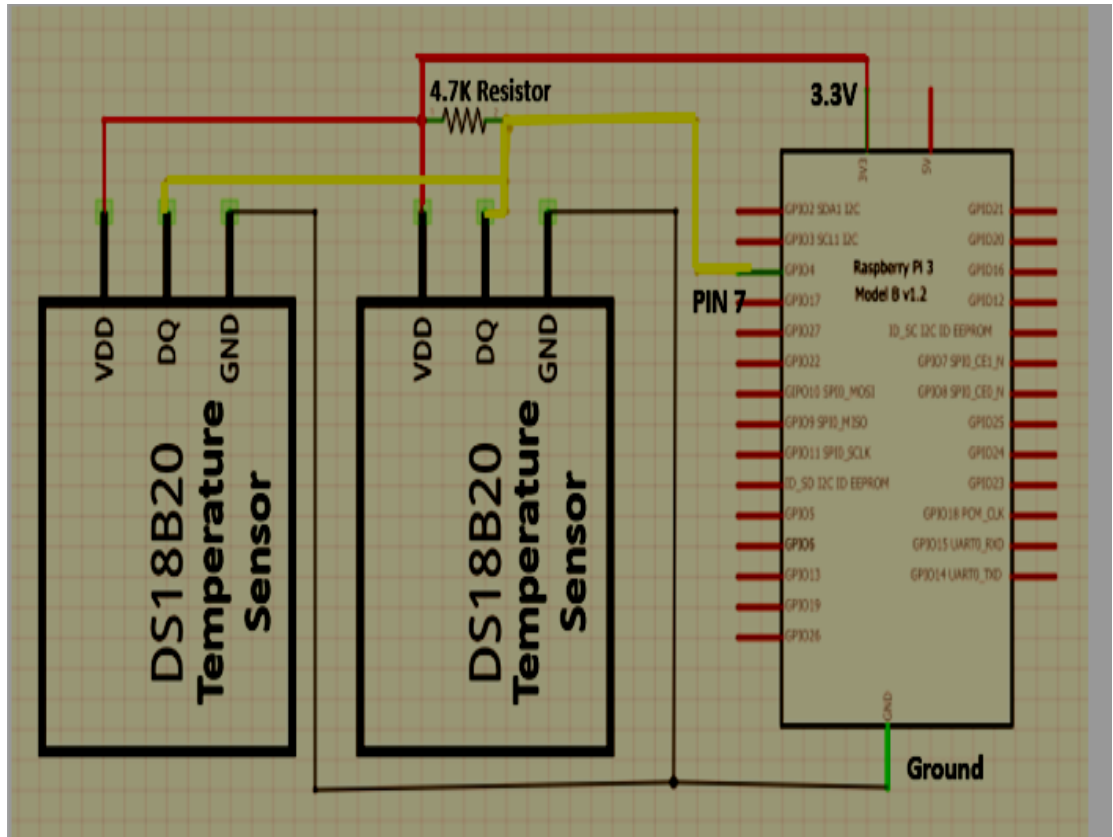 4.7K Resistor
3.3V
3V3
5V
GPIO2 SDA1 I2C
GPIO3 SCL1 I2C
GPIO4
PIN 7
GPIO17
GPIO27
GPIO22
GIPO10 SPI0_MOSI
GPIO9 SPI0_MISO
GPIO11 SPI0_SCLK
ID_SD I2C ID EEPROM
GPIO5
GPIO6
GPIO13
GPIO19
GPIO26
Raspberry Pi 3
Model B v1.2
GPIO21
GPIO20
GPIO16
GPIO12
ID_SC I2C ID EEPROM
GPIO7 SPI0_CE1_N
GPIO8 SPI0_CE0_N
GPIO25
GPIO24
GPIO23
GPIO18 PCM_CLK
GPIO15 UART0_RXD
GPIO14 UART0_TXD
GND
Ground
VDD
DQ
GND
DS18B20
Temperature
Sensor
VDD
DQ
GND
DS18B20
Temperature
Sensor